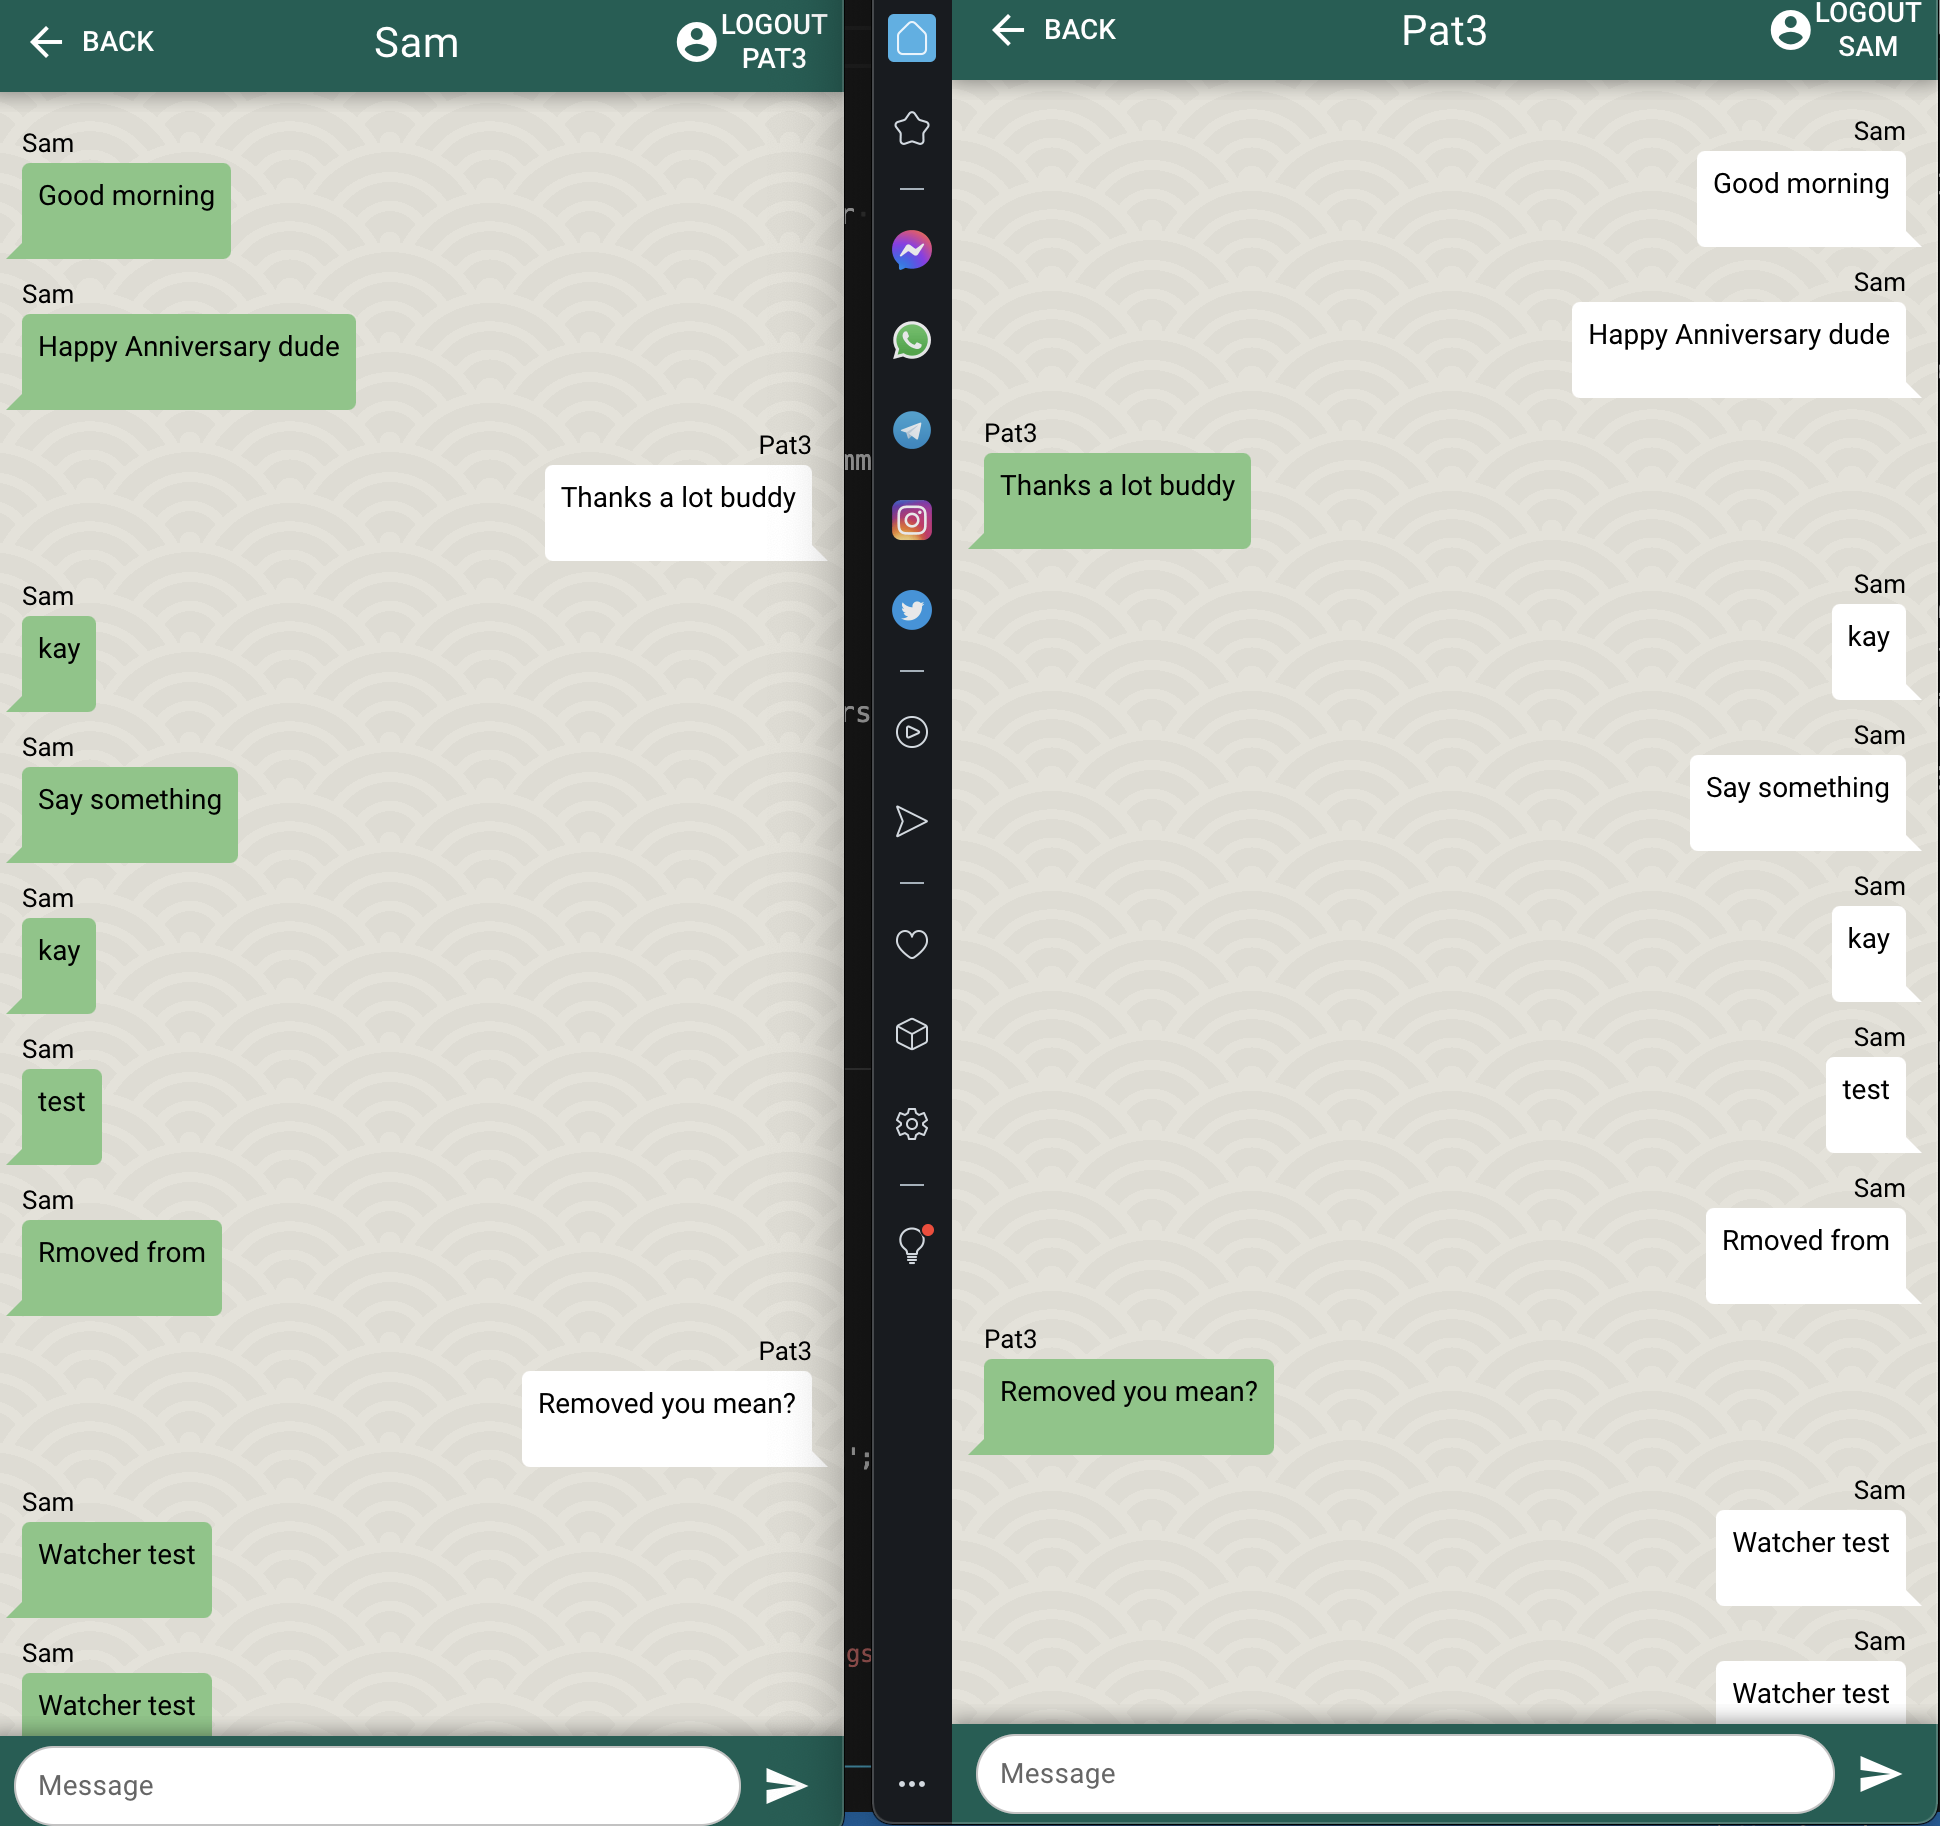 BACK
Sam
LOGOUT
PAT3
Sam
Good morning
Sam
Happy Anniversary dude
Pat3
Thanks a lot buddy
Sam
kay
Sam
Say something
Sam
kay
Sam
test
Sam
Rmoved from
Pat3
Removed you mean?
Sam
Watcher test
Sam
Watcher test
Message
r
mm
rs
';
gs
BACK
Pat3
LOGOUT
SAM
Sam
Good morning
Sam
Happy Anniversary dude
Pat3
Thanks a lot buddy
Sam
kay
Sam
Say something
Sam
kay
Sam
test
Sam
Rmoved from
Pat3
Removed you mean?
Sam
Watcher test
Sam
Watcher test
Message